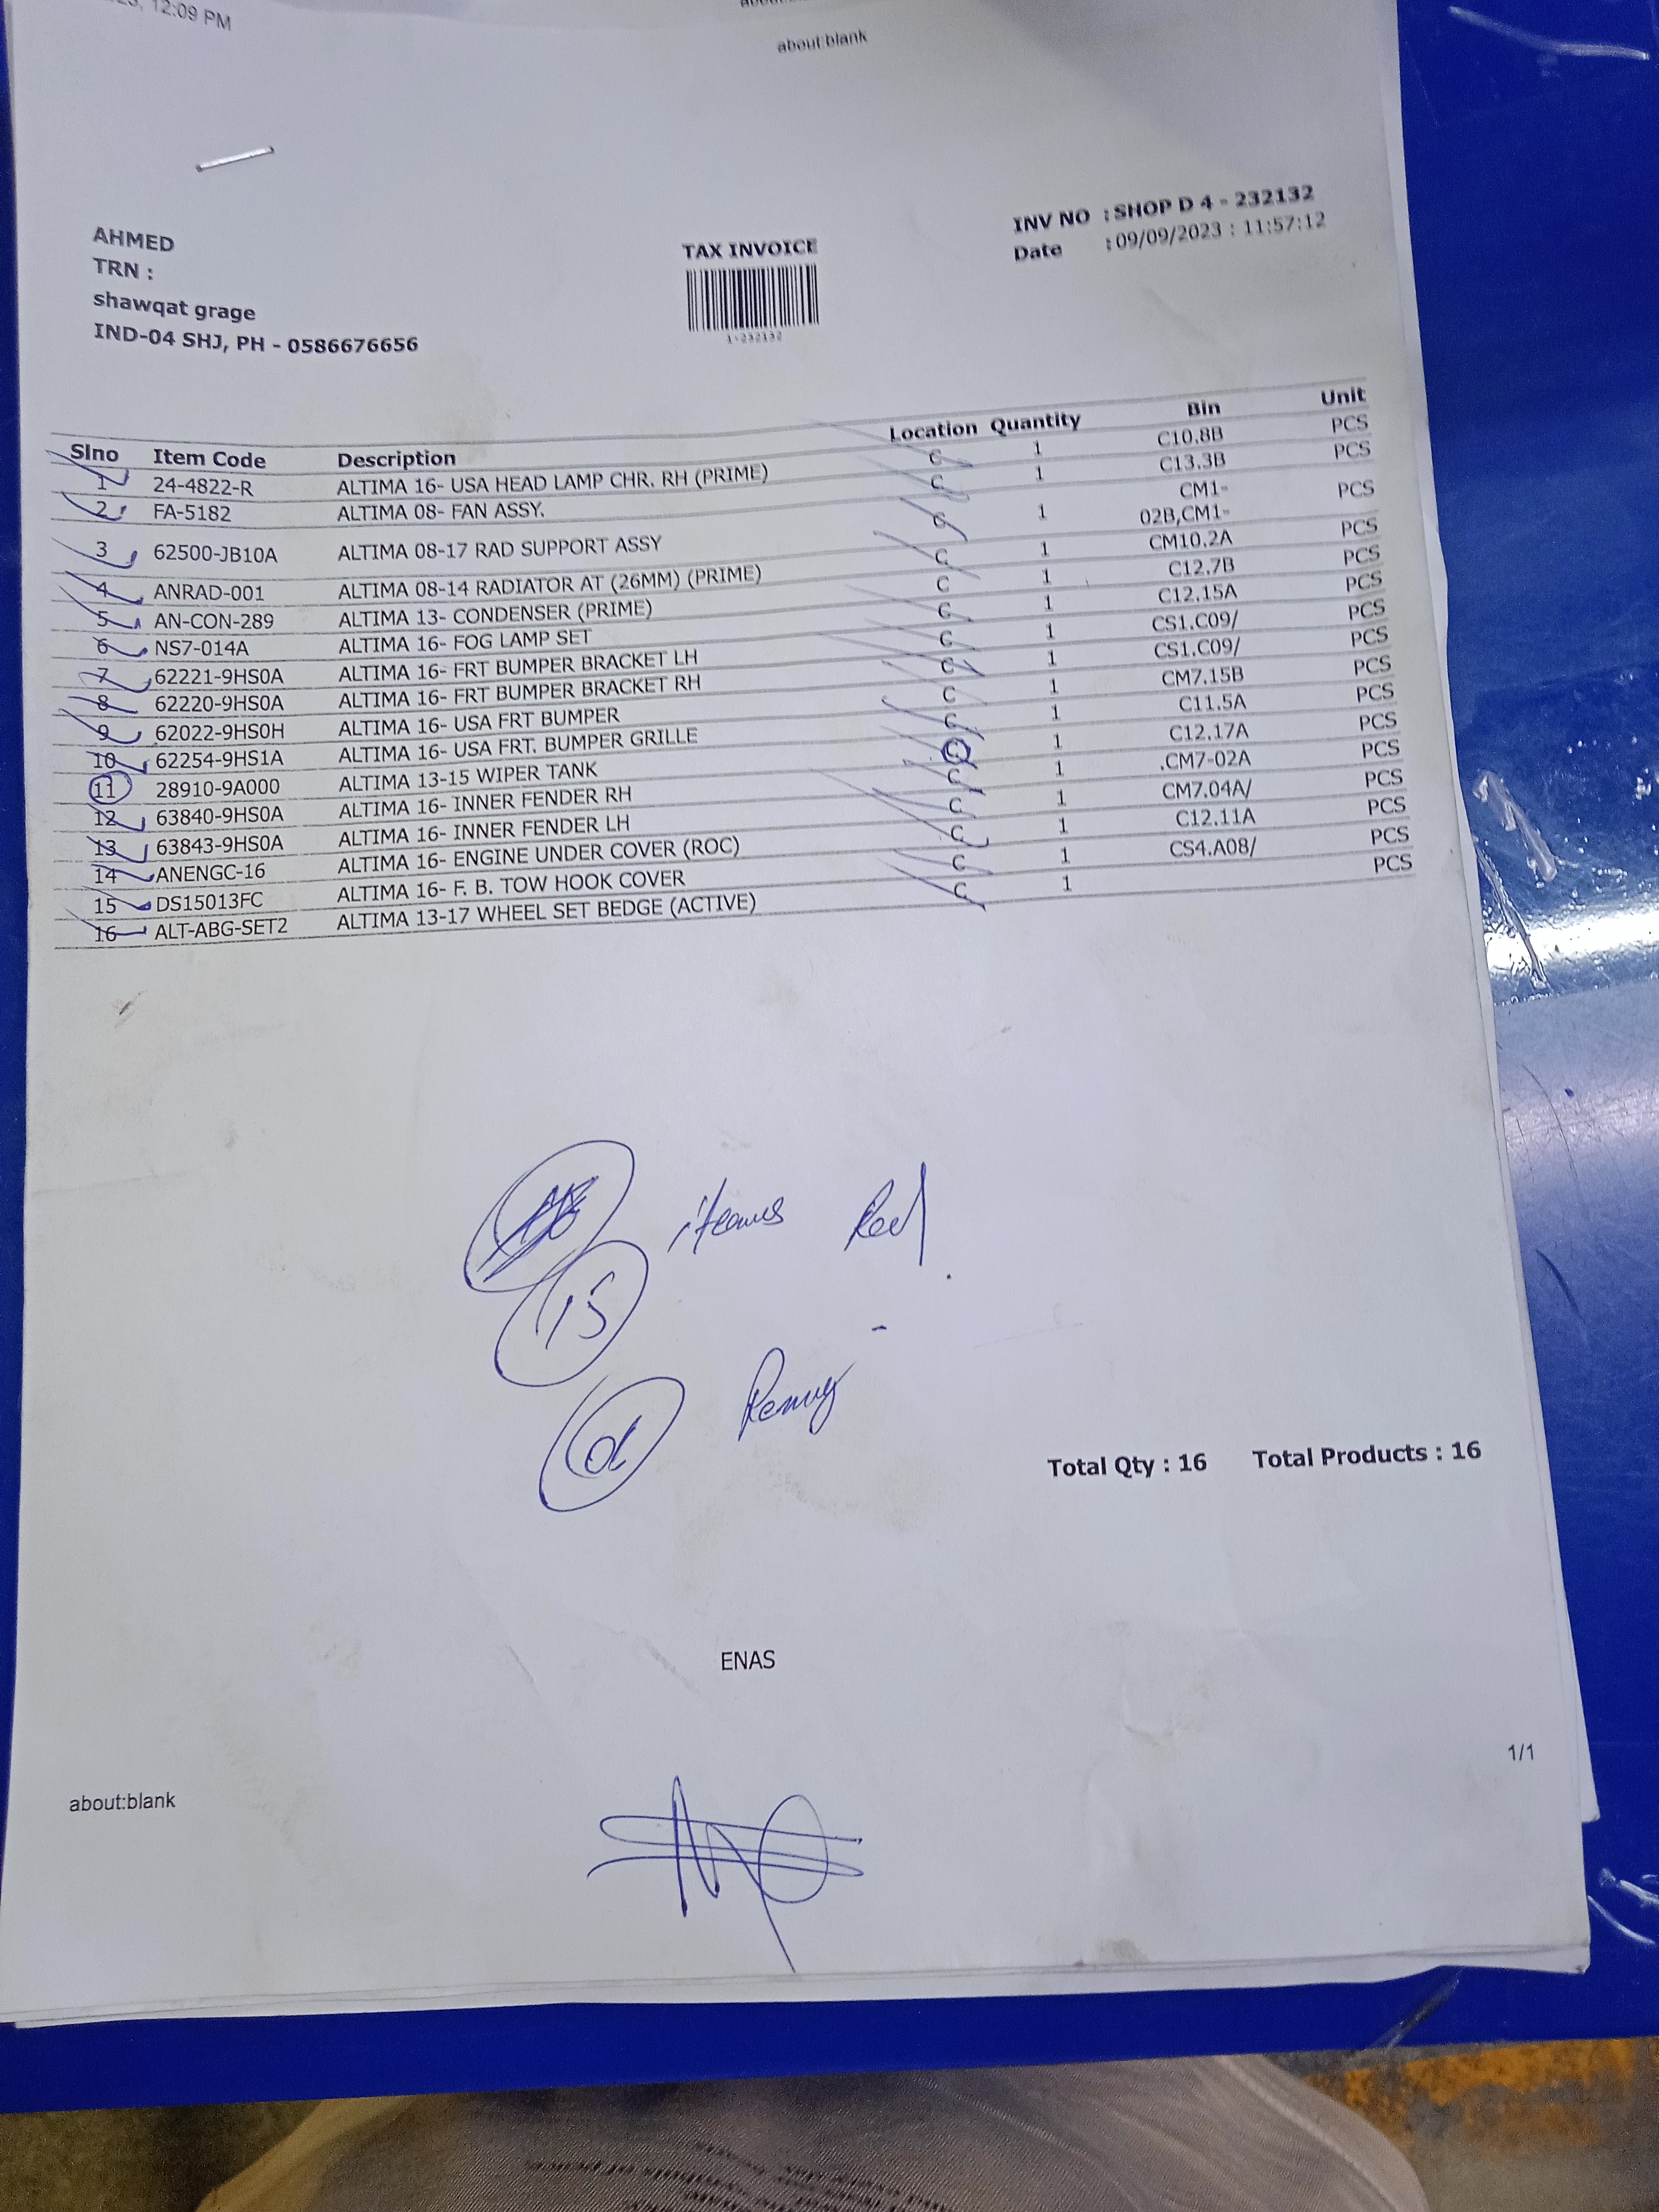 12:09 PM
about:blank
AHMED
TRN :
shawqat grage
IND-04 SHJ, PH - 0586676656
TAX INVOICE
1-232132
INV NO : SHOP D 4 - 232132
Date : 09/09/2023 : 11:57:12
Slno Item Code Description Location Quantity Bin Unit
1 24-4822-R ALTIMA 16- USA HEAD LAMP CHR. RH (PRIME) C 1 C10.8B PCS
2 FA-5182 ALTIMA 08- FAN ASSY. C 1 C13.3B PCS
3 62500-JB10A ALTIMA 08-17 RAD SUPPORT ASSY C 1 CM1-
02B,CM1- PCS
4 ANRAD-001 ALTIMA 08-14 RADIATOR AT (26MM) (PRIME) C 1 CM10.2A PCS
5 AN-CON-289 ALTIMA 13- CONDENSER (PRIME) C 1 C12.7B PCS
6 NS7-014A ALTIMA 16- FOG LAMP SET C 1 C12.15A PCS
7 62221-9HS0A ALTIMA 16- FRT BUMPER BRACKET LH C 1 CS1.C09/ PCS
8 62220-9HS0A ALTIMA 16- FRT BUMPER BRACKET RH C 1 CS1.C09/ PCS
9 62022-9HS0H ALTIMA 16- USA FRT BUMPER C 1 CM7.15B PCS
10 62254-9HS1A ALTIMA 16- USA FRT. BUMPER GRILLE C 1 C11.5A PCS
11 28910-9A000 ALTIMA 13-15 WIPER TANK C 1 C12.17A PCS
12 63840-9HS0A ALTIMA 16- INNER FENDER RH C 1 .CM7-02A PCS
13 63843-9HS0A ALTIMA 16- INNER FENDER LH C 1 CM7.04A/ PCS
14 ANENGC-16 ALTIMA 16- ENGINE UNDER COVER (ROC) C 1 C12.11A PCS
15 DS15013FC ALTIMA 16- F. B. TOW HOOK COVER C 1 CS4.A08/ PCS
16 ALT-ABG-SET2 ALTIMA 13-17 WHEEL SET BEDGE (ACTIVE) C 1 PCS
items
15
Total Qty : 16 Total Products : 16
ENAS
1/1
about:blank